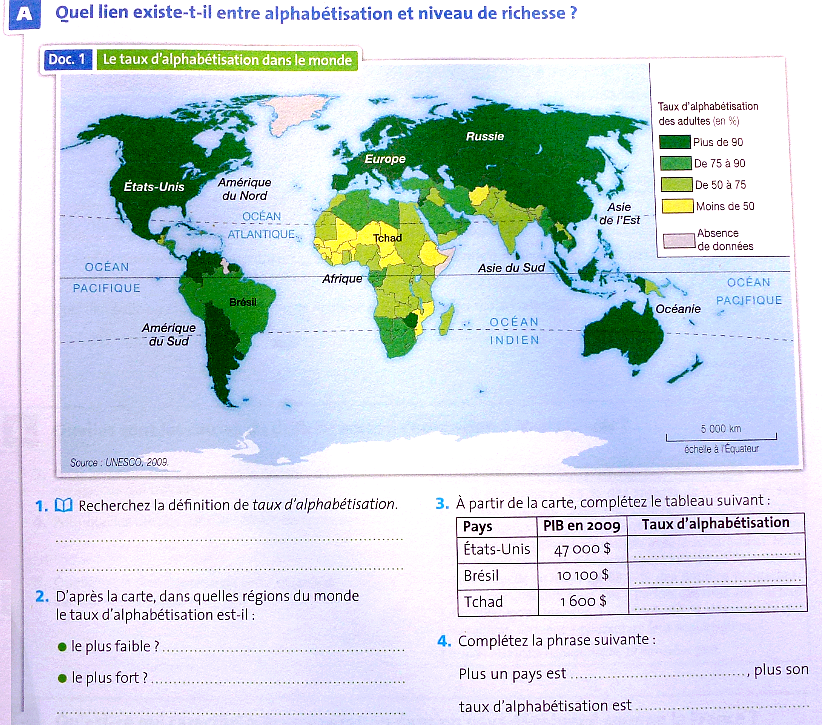 A Quel lien existe-t-il entre alphabétisation et niveau de richesse ?
Doc. 1 Le taux d'alphabétisation dans le monde
Taux d'alphabétisation
des adultes (en %)
Plus de 90
De 75 à 90
De 50 à 75
Moins de 50
Absence
de données
Russie
Europe
États-Unis
Amérique
du Nord
OCÉAN
ATLANTIQUE
Tchad
Asie
de l'Est
OCÉAN
PACIFIQUE
Afrique
Asie du Sud
OCÉAN
PACIFIQUE
Brésil
Océanie
Amérique
du Sud
OCÉAN
INDIEN
5 000 km
échelle à l'Équateur
Source : UNESCO, 2009.
1. Recherchez la définition de taux d'alphabétisation.
2. D'après la carte, dans quelles régions du monde
le taux d'alphabétisation est-il :
le plus faible ?
le plus fort ?
3. À partir de la carte, complétez le tableau suivant :
Pays PIB en 2009 Taux d'alphabétisation
États-Unis 47 000 $
Brésil 10 100 $
Tchad 1 600 $
4. Complétez la phrase suivante :
Plus un pays est ........, plus son
taux d'alphabétisation est ........